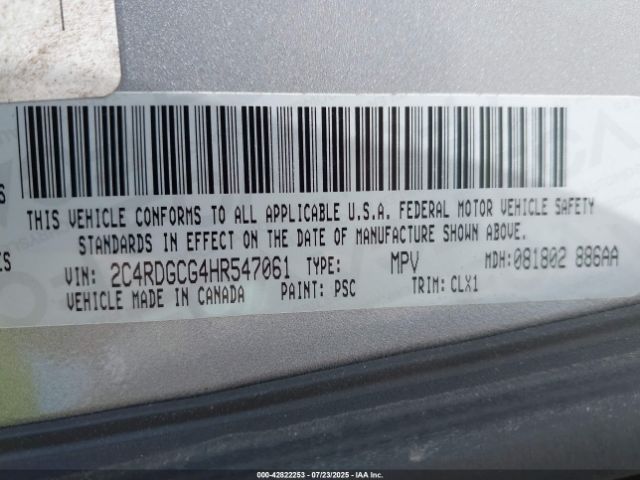 S
THIS VEHICLE CONFORMS TO ALL APPLICABLE U.S.A. FEDERAL MOTOR VEHICLE SAFETY
STANDARDS IN EFFECT ON THE DATE OF MANUFACTURE SHOWN ABOVE.
ES
VIN: 2C4RDGCG4HR547061 TYPE: MPV MDH: 081802 886AA
VEHICLE MADE IN CANADA PAINT: PSC TRIM: CLX1
000-42822253 - 07/23/2025 - IAAI Inc.